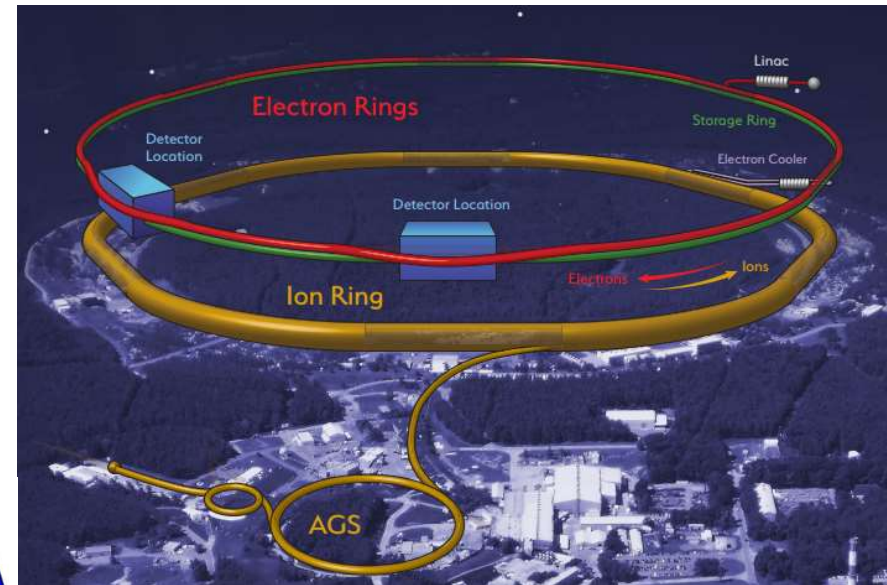 Linac
Electron Rings
Storage Ring
Detector
Location
Electron Cooler
Detector Location
Ions
Electrons
Ion Ring
AGS